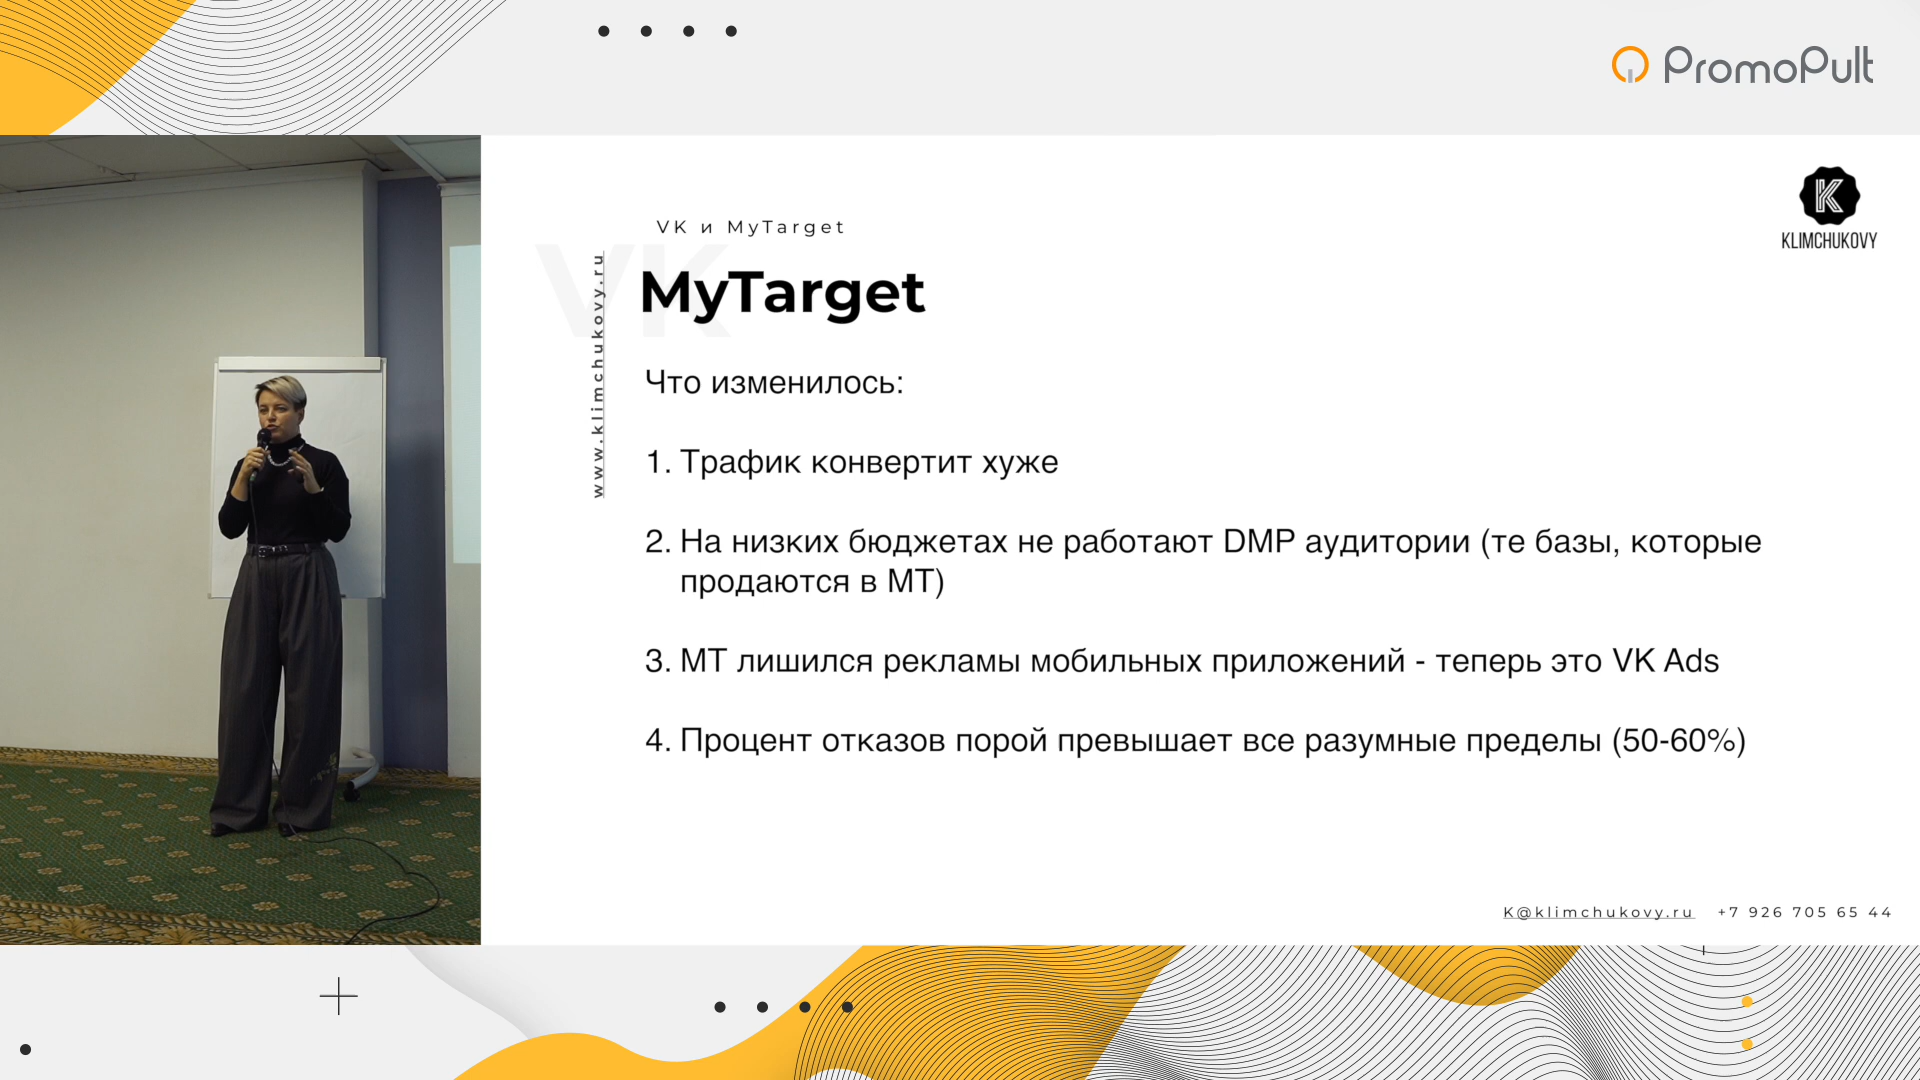 PromoPult
KLIMCHUKOVY
VK и MyTarget
VK
www.klimchukovy.ru
MyTarget
Что изменилось:
1. Трафик конвертит хуже
2. На низких бюджетах не работают DMP аудитории (те базы, которые
продаются в МТ)
3. МТ лишился рекламы мобильных приложений - теперь это VK Ads
4. Процент отказов порой превышает все разумные пределы (50-60%)
K@klimchukovy.ru +7 926 705 65 44